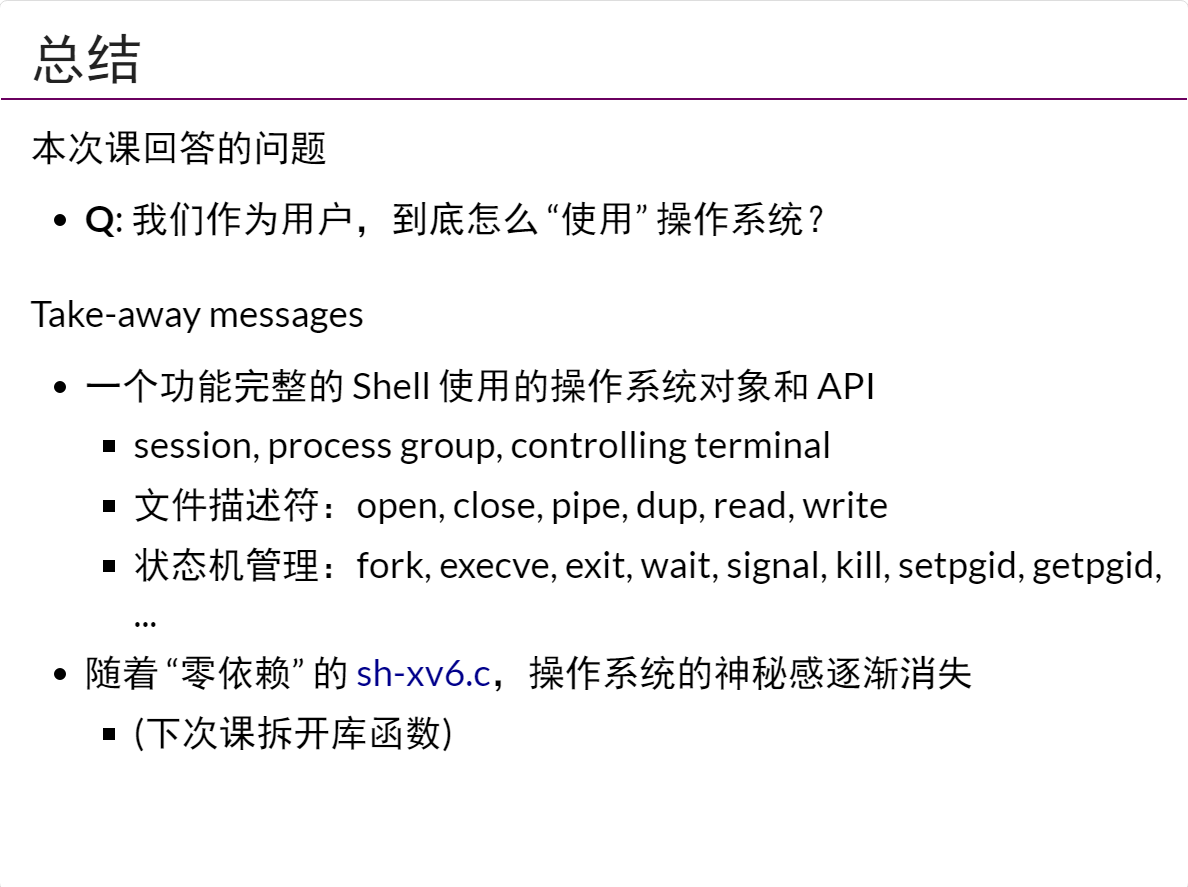 总结
本次课回答的问题
Q: 我们作为用户，到底怎么 “使用” 操作系统？
Take-away messages
一个功能完整的 Shell 使用的操作系统对象和 API
session, process group, controlling terminal
文件描述符：open, close, pipe, dup, read, write
状态机管理：fork, execve, exit, wait, signal, kill, setpgid, getpgid,
...
随着 “零依赖” 的 sh-xv6.c，操作系统的神秘感逐渐消失
(下次课拆开库函数)